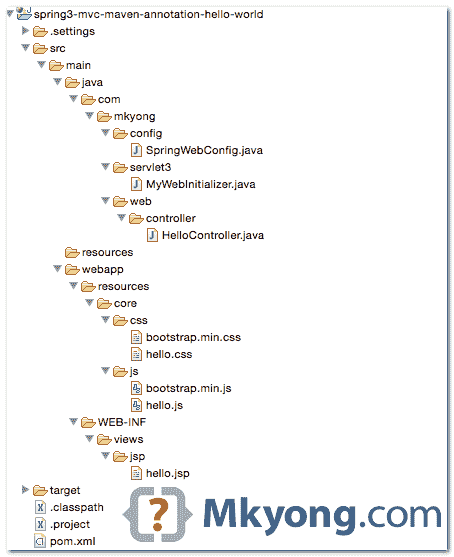 spring3-mvc-maven-annotation-hello-world
.settings
src
main
java
com
mkyong
config
SpringWebConfig.java
servlet3
MyWebInitializer.java
web
controller
HelloController.java
resources
webapp
resources
core
css
bootstrap.min.css
hello.css
js
bootstrap.min.js
hello.js
WEB-INF
views
jsp
hello.jsp
target
.classpath
.project
pom.xml
{?} Mkyong.com